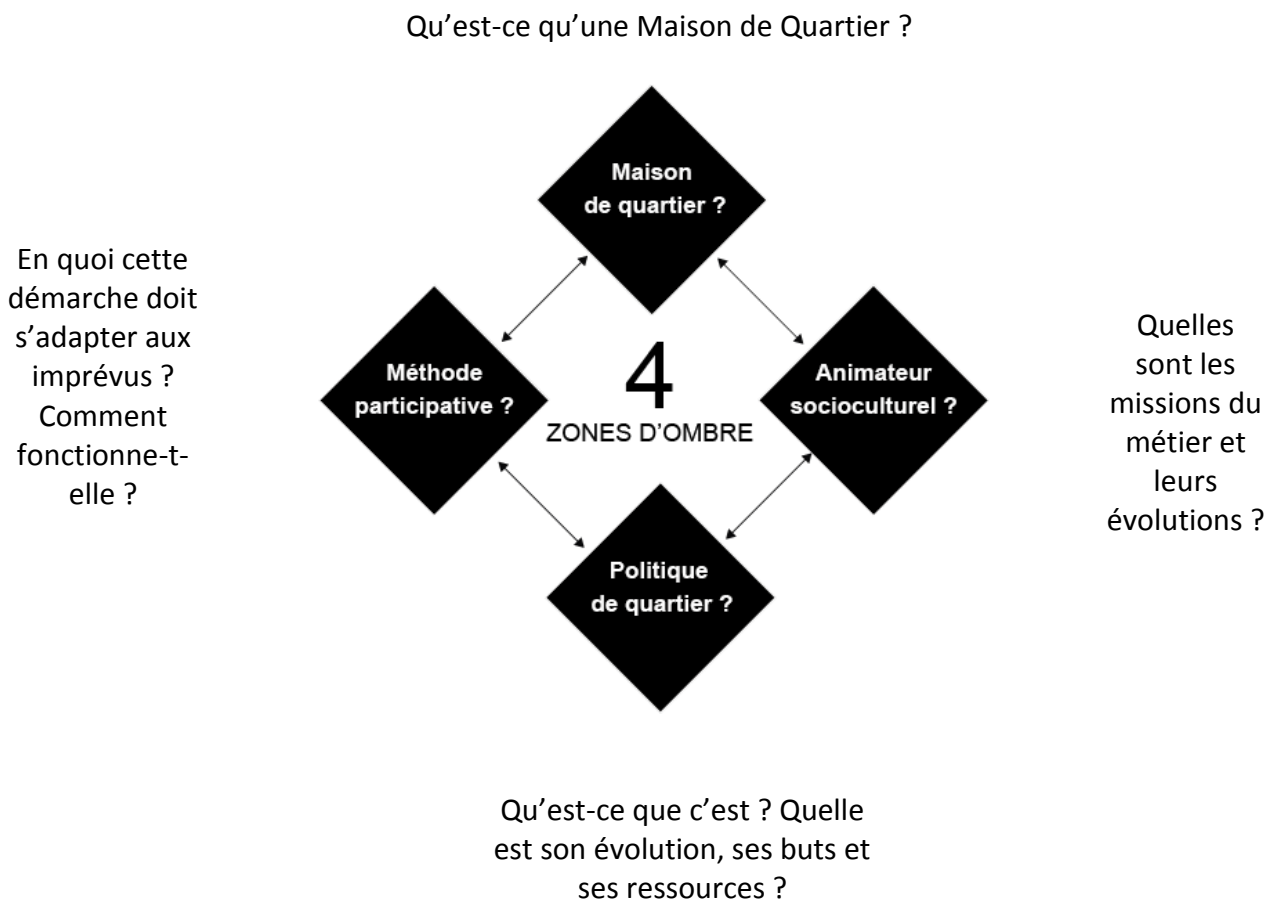 Qu’est-ce qu’une Maison de Quartier ?
Maison
de quartier ?
En quoi cette
démarche doit
s’adapter aux
imprévus ?
Comment
fonctionne-t-
elle ?
Méthode
participative ?
4
ZONES D’OMBRE
Animateur
socioculturel ?
Quelles
sont les
missions du
métier et
leurs
évolutions ?
Politique
de quartier ?
Qu’est-ce que c’est ? Quelle
est son évolution, ses buts et
ses ressources ?